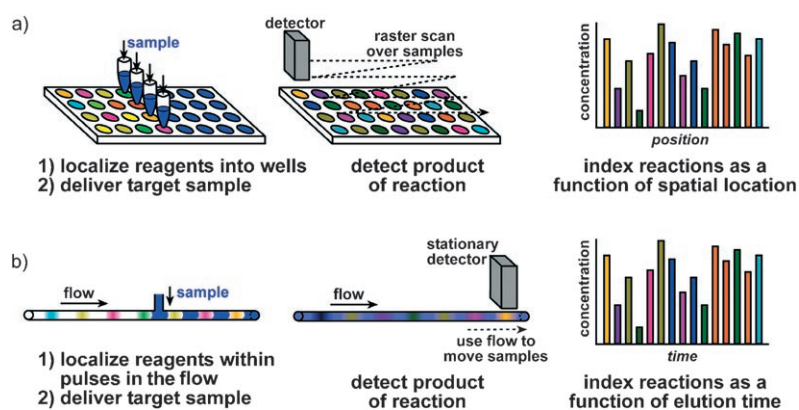 a)
sample
detector
raster scan
over samples
concentration
position
1) localize reagents into wells
2) deliver target sample
detect product
of reaction
index reactions as a
function of spatial location
b)
flow
sample
flow
stationary
detector
use flow to
move samples
concentration
time
1) localize reagents within
pulses in the flow
2) deliver target sample
detect product
of reaction
index reactions as a
function of elution time